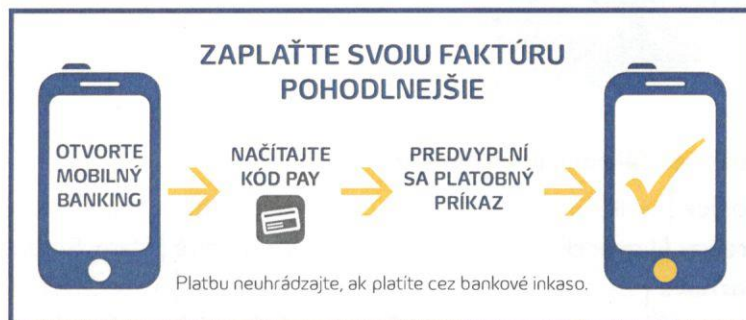 ZAPLAŤTE SVOJU FAKTÚRU
POHODLNEJŠIE
OTVORTE
MOBILNÝ
BANKING
NAČÍTAJTE
KÓD PAY
PREDVYPLNÍ
SA PLATOBNÝ
PRÍKAZ
Platbu neuhrádzajte, ak platíte cez bankové inkaso.